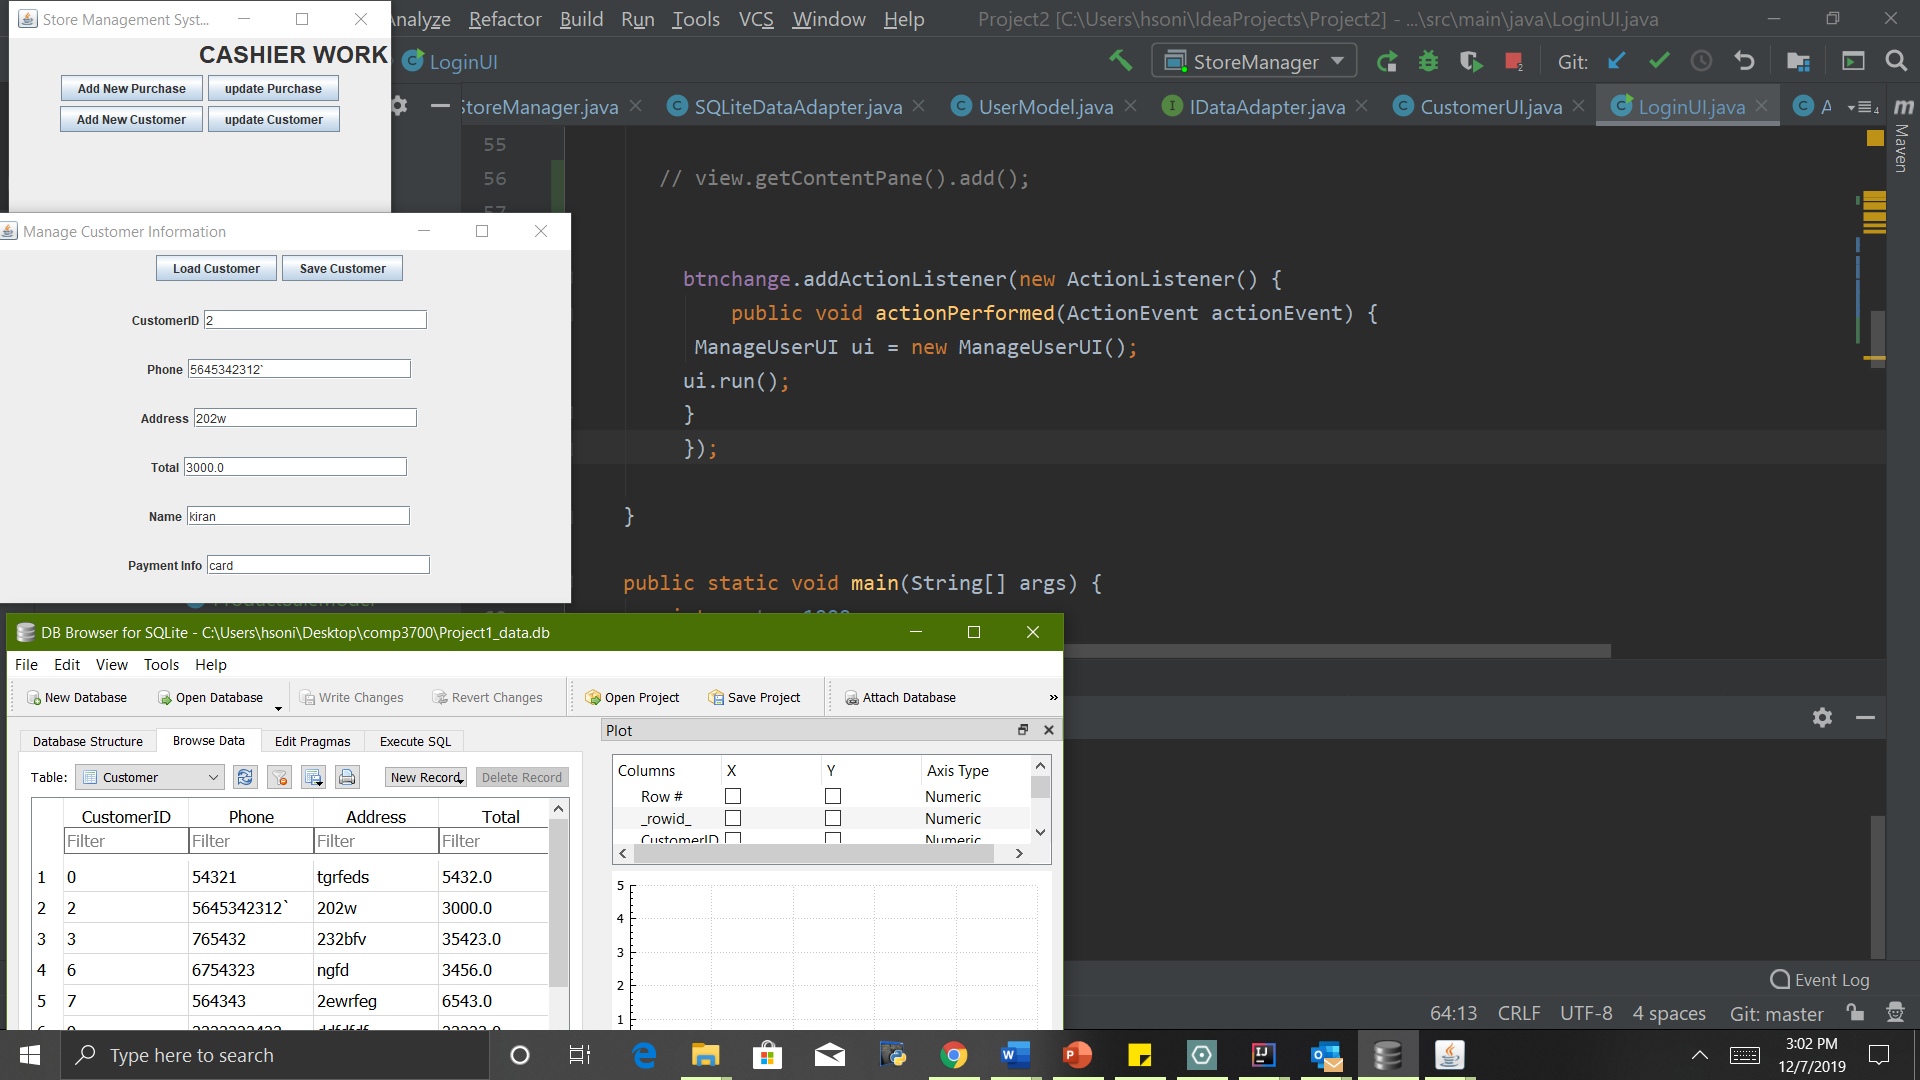 Store Management Syst...
CASHIER WORK
Add New Purchase
update Purchase
Add New Customer
update Customer
Manage Customer Information
Load Customer
Save Customer
CustomerID 2
Phone 5645342312`
Address 202w
Total 3000.0
Name kiran
Payment Info card
Analyze Refactor Build Run Tools VCS Window Help
Project2 [C:\Users\hsoni\IdeaProjects\Project2] - ...\src\main\java\LoginUI.java
LoginUI
StoreManager
Git:
StoreManager.java
SQLiteDataAdapter.java
UserModel.java
IDataAdapter.java
CustomerUI.java
LoginUI.java
A
4
m Maven
55
56 // view.getContentPane().add();
57
btnchange.addActionListener(new ActionListener() {
public void actionPerformed(ActionEvent actionEvent) {
ManageUserUI ui = new ManageUserUI();
ui.run();
}
});
}
public static void main(String[] args) {
DB Browser for SQLite - C:\Users\hsoni\Desktop\comp3700\Project1_data.db
File Edit View Tools Help
New Database
Open Database
Write Changes
Revert Changes
Open Project
Save Project
Attach Database
»
Database Structure
Browse Data
Edit Pragmas
Execute SQL
Table: Customer
New Record
Delete Record
CustomerID Phone Address Total
Filter Filter Filter Filter
1 0 54321 tgrfeds 5432.0
2 2 5645342312` 202w 3000.0
3 3 765432 232bfv 35423.0
4 6 6754323 ngfd 3456.0
5 7 564343 2ewrfeg 6543.0
Plot
Columns X Y Axis Type
Row # Numeric
_rowid_ Numeric
CustomerID Numeric
5
4
3
2
1
Event Log
64:13 CRLF UTF-8 4 spaces Git: master
Type here to search
3:02 PM
12/7/2019